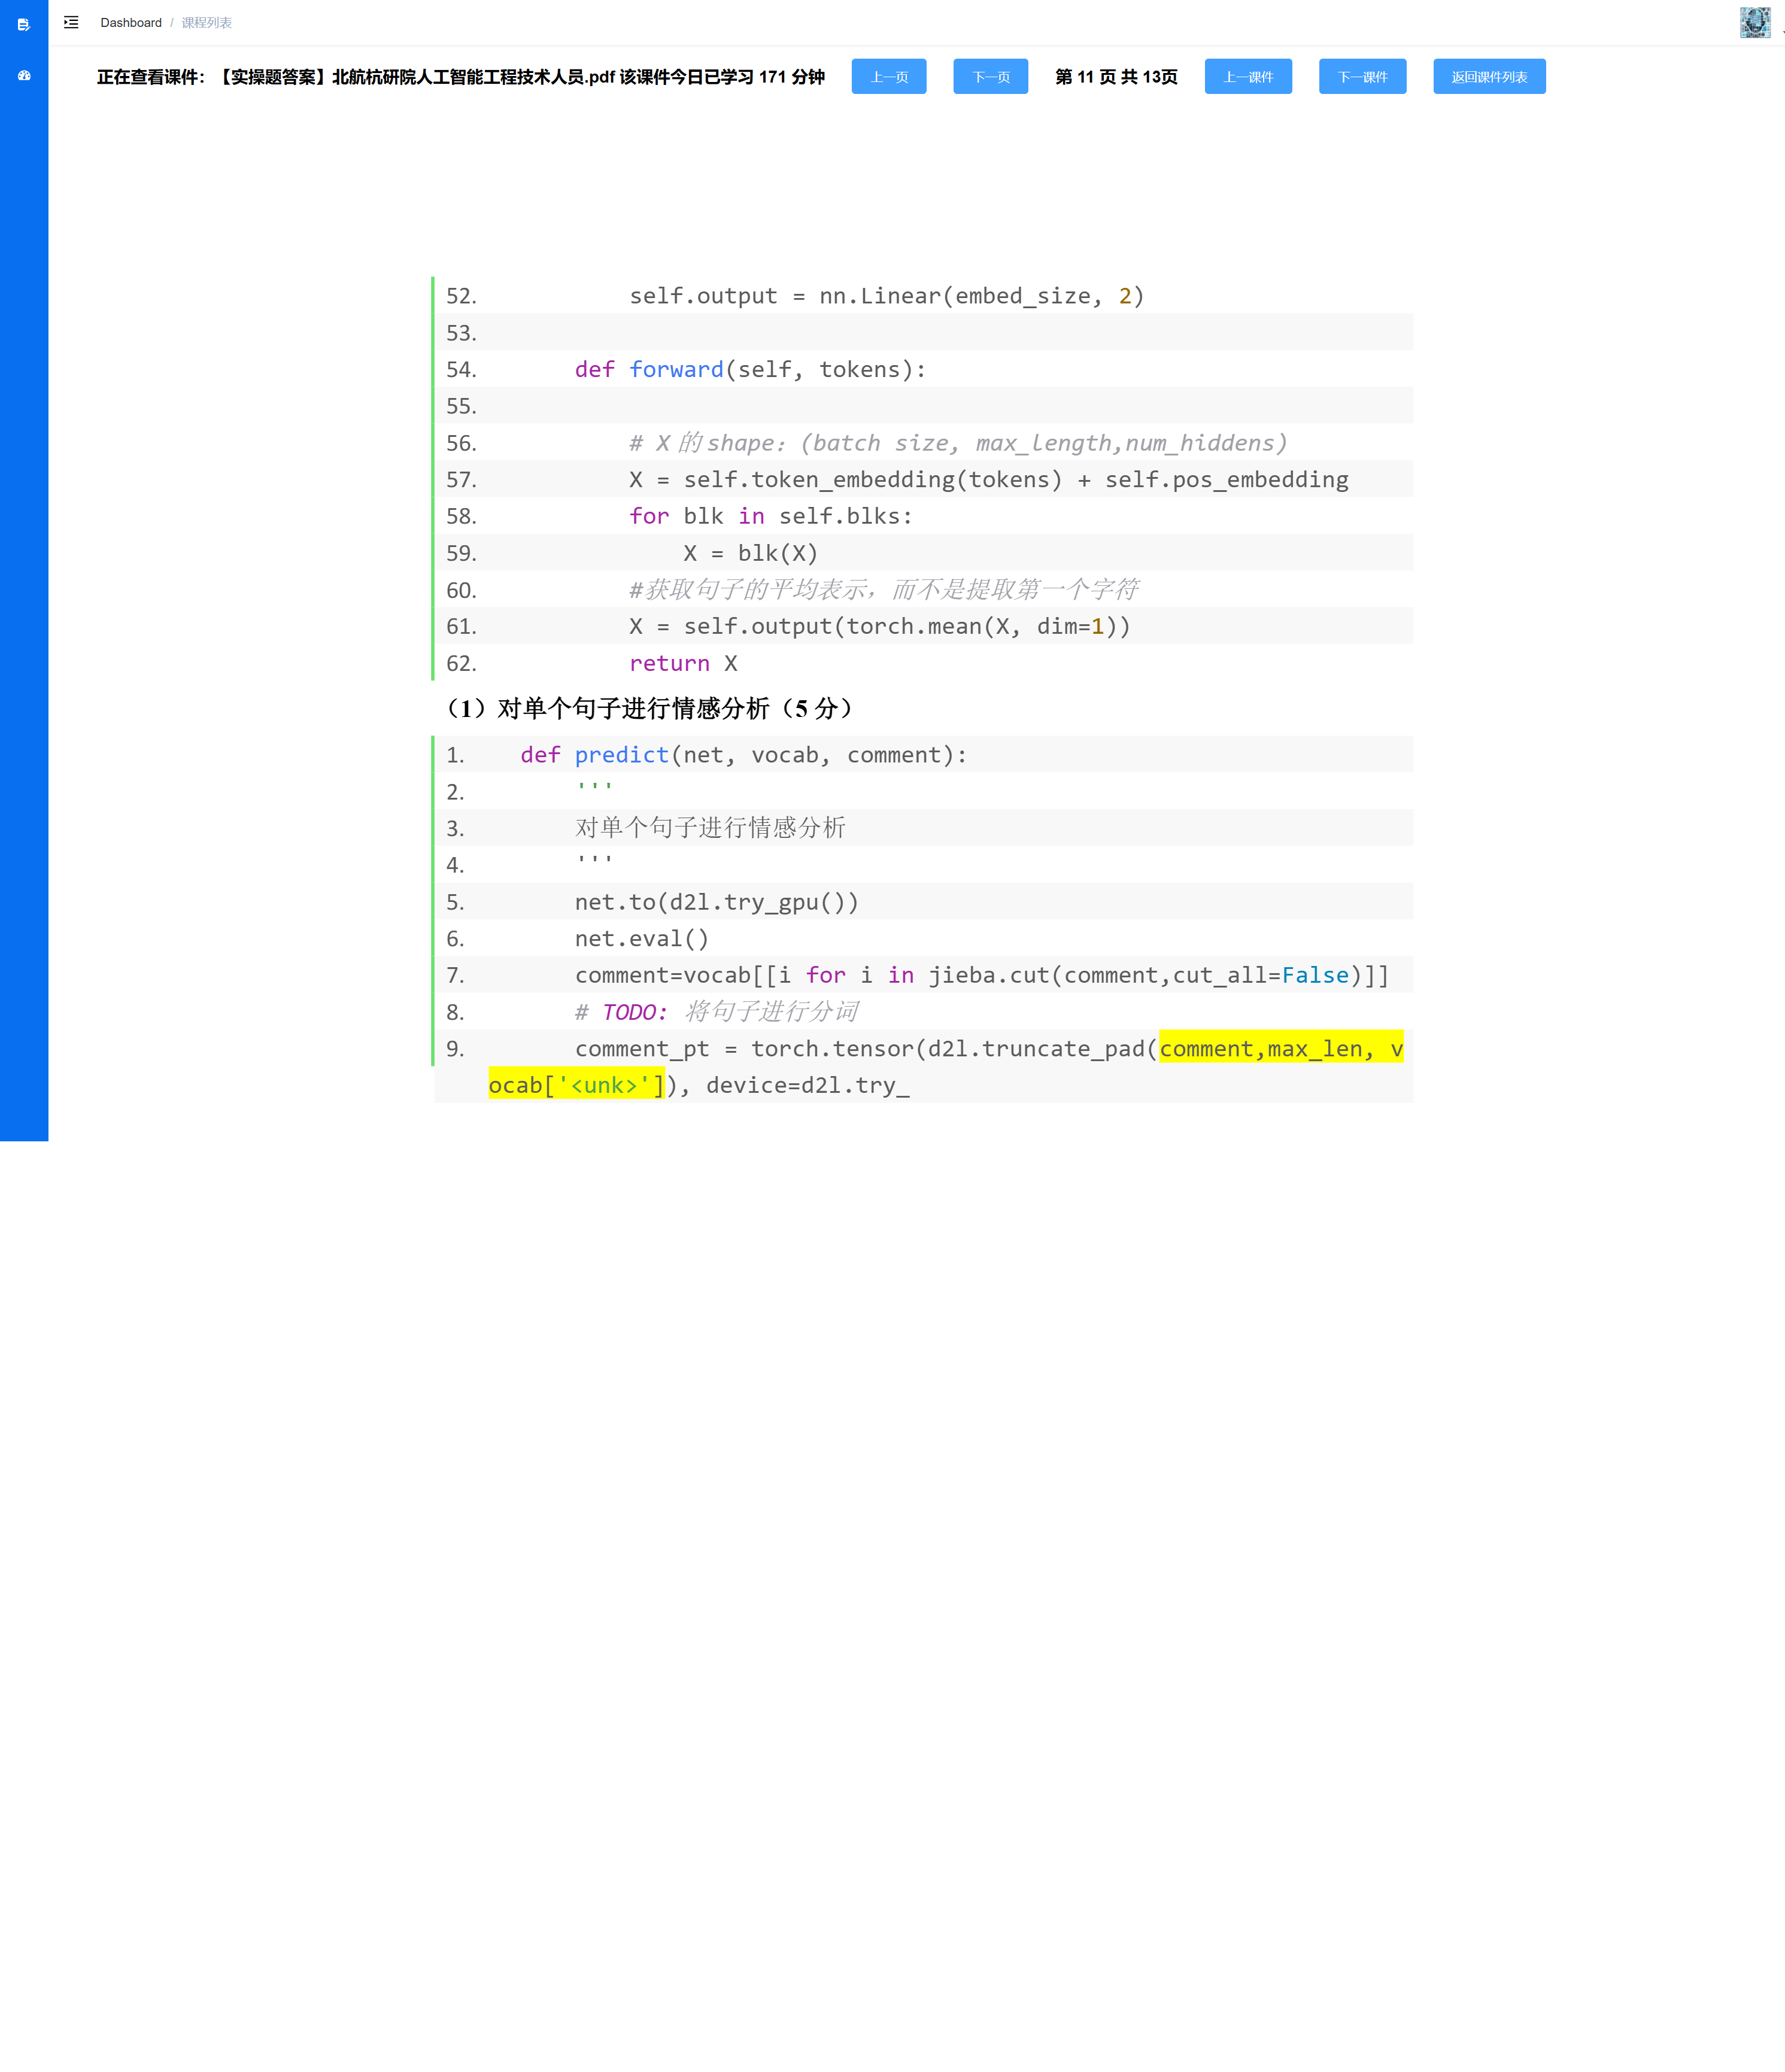 Dashboard / 课程列表
正在查看课件：【实操题答案】北航杭研院人工智能工程技术人员.pdf 该课件今日已学习 171 分钟 上一页 下一页 第 11 页 共 13页 上一课件 下一课件 返回课件列表
52. self.output = nn.Linear(embed_size, 2)
53.
54. def forward(self, tokens):
55.
56. # X 的 shape: (batch size, max_length,num_hiddens)
57. X = self.token_embedding(tokens) + self.pos_embedding
58. for blk in self.blks:
59. X = blk(X)
60. #获取句子的平均表示，而不是提取第一个字符
61. X = self.output(torch.mean(X, dim=1))
62. return X
（1）对单个句子进行情感分析（5 分）
1. def predict(net, vocab, comment):
2. '''
3. 对单个句子进行情感分析
4. '''
5. net.to(d2l.try_gpu())
6. net.eval()
7. comment=vocab[[i for i in jieba.cut(comment,cut_all=False)]]
8. # TODO: 将句子进行分词
9. comment_pt = torch.tensor(d2l.truncate_pad(comment,max_len, v
ocab['<unk>']), device=d2l.try_